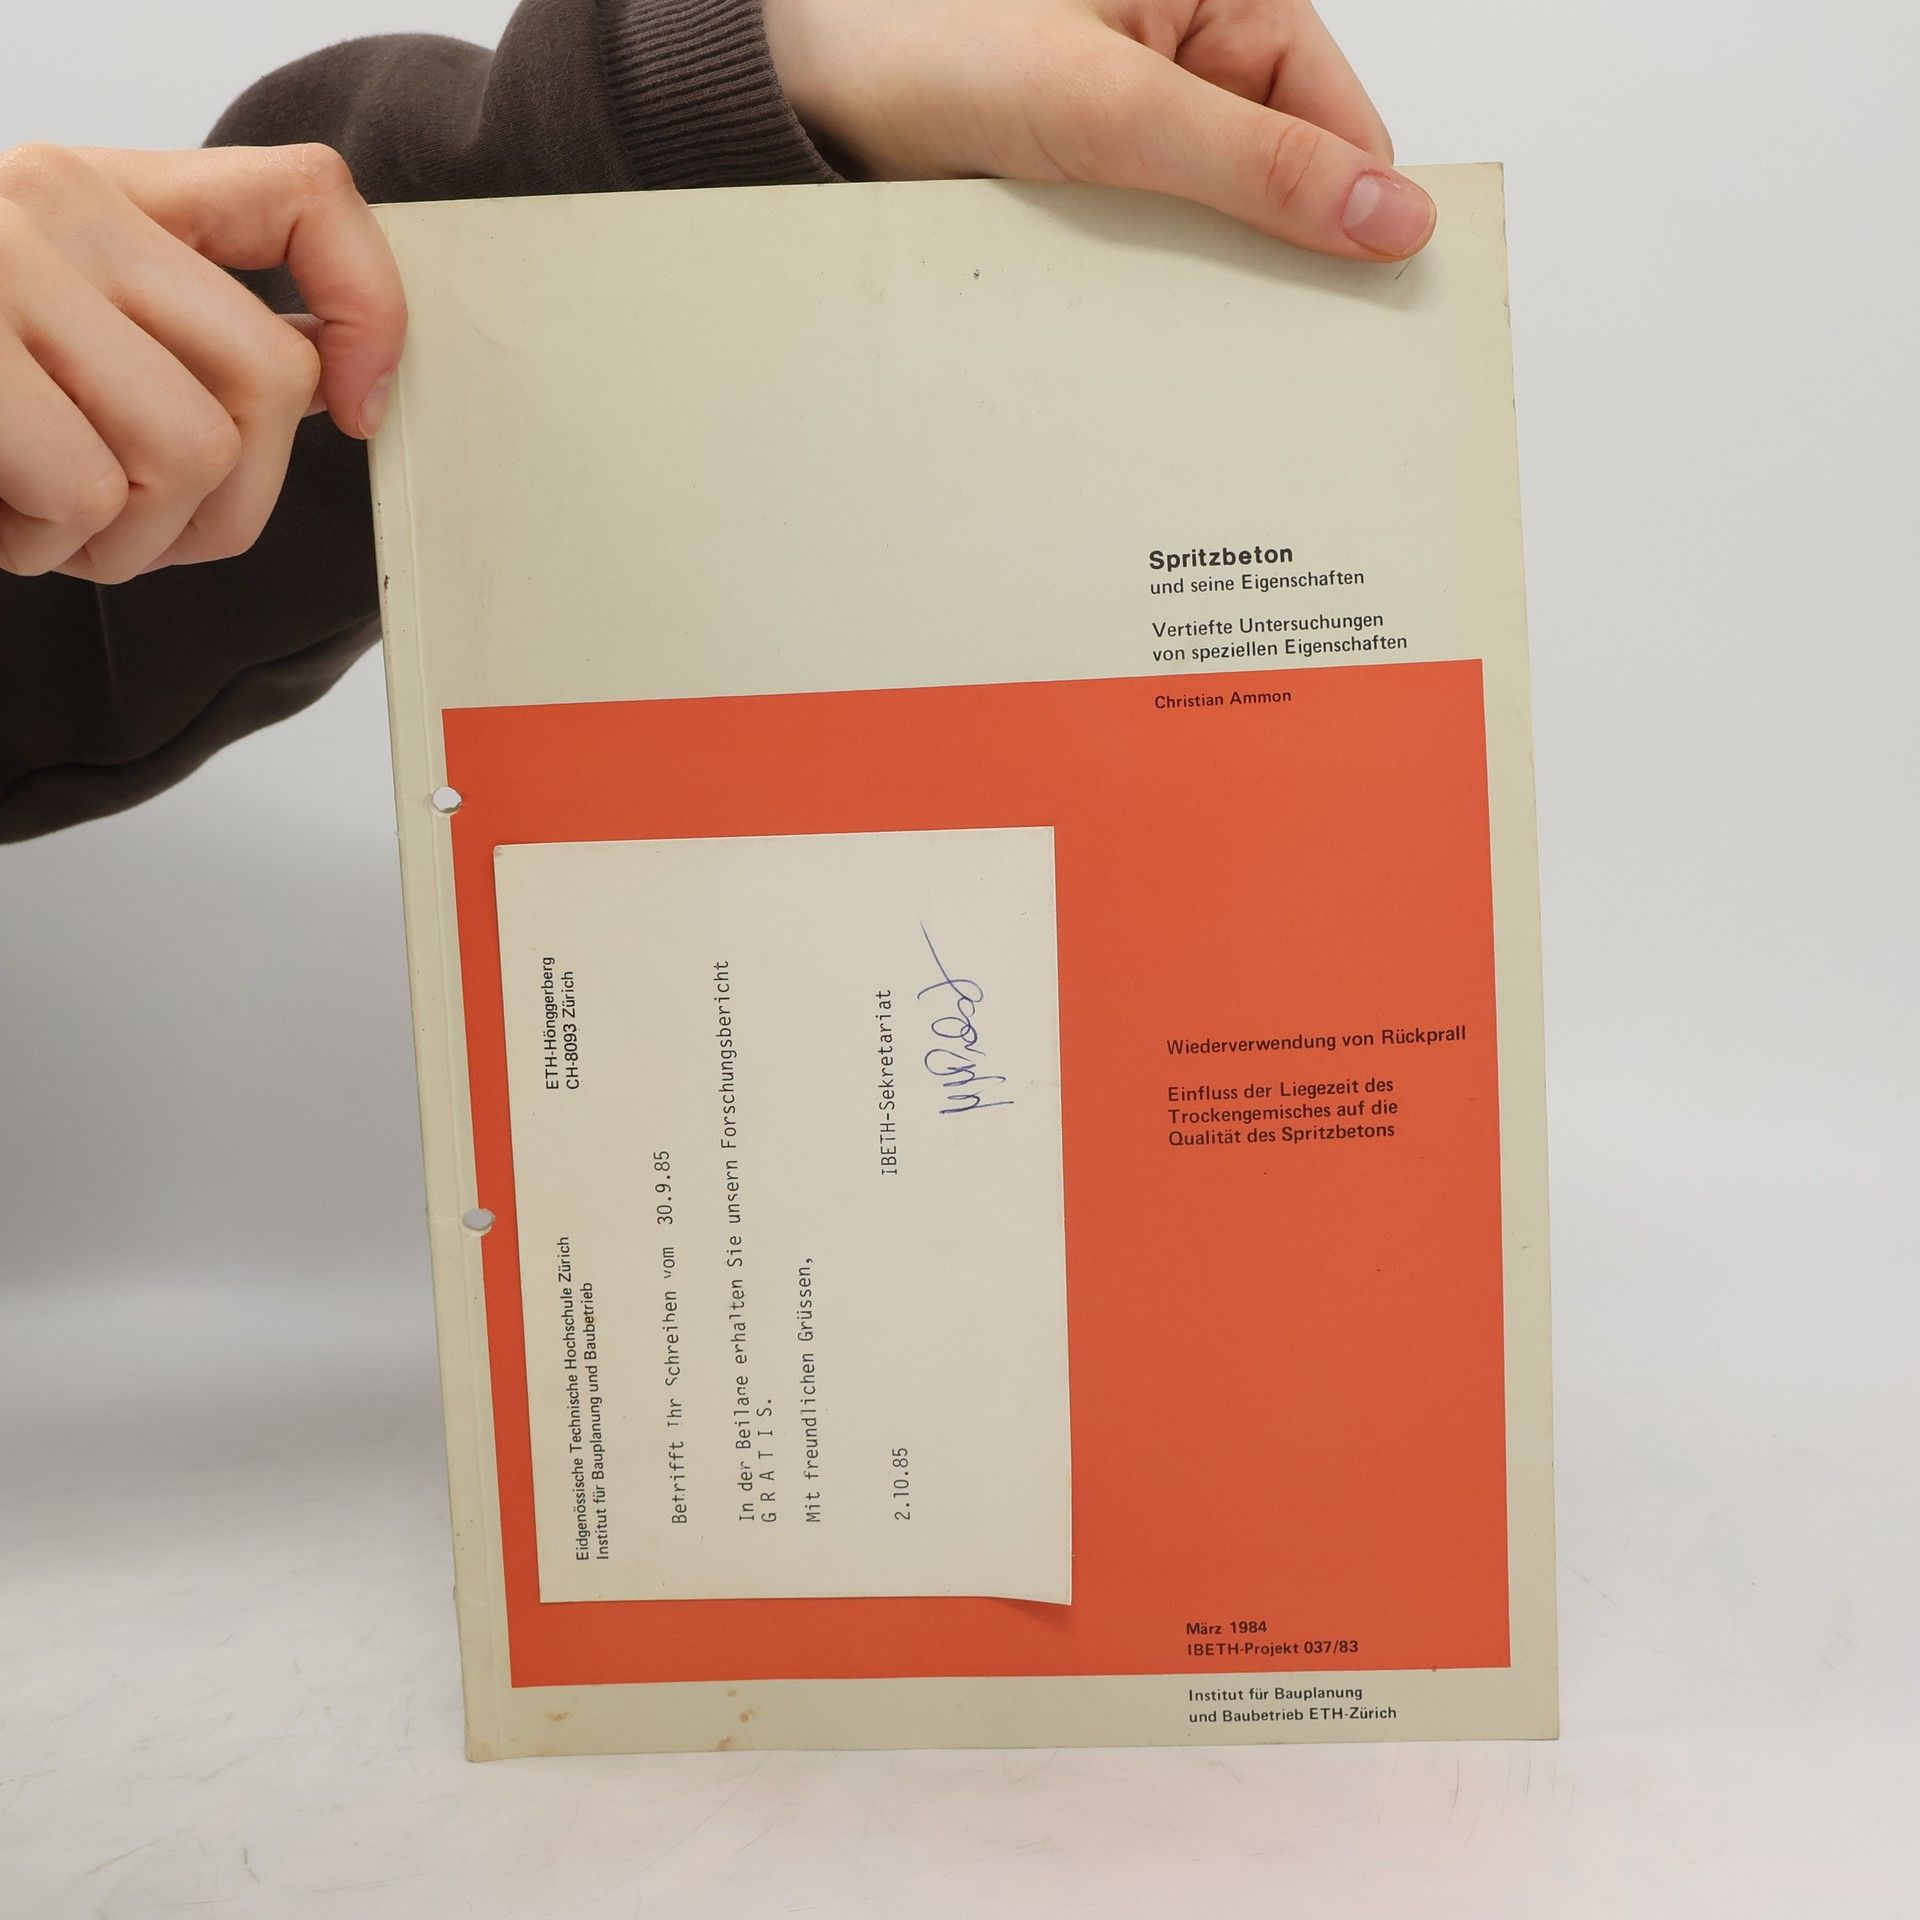 Spritzbeton
und seine Eigenschaften
Vertiefte Untersuchungen
von speziellen Eigenschaften
Christian Ammon
Wiederverwendung von Rückprall
Einfluss der Liegezeit des
Trockengemisches auf die
Qualität des Spritzbetons
März 1984
IBETH-Projekt 037/83
Institut für Bauplanung
und Baubetrieb ETH-Zürich
Eidgenössische Technische Hochschule Zürich
Institut für Bauplanung und Baubetrieb
ETH-Hönggerberg
CH-8093 Zürich
Betrifft Ihr Schreiben vom 30.9.85
In der Beilage erhalten Sie unsern Forschungsbericht
G R A T I S.
Mit freundlichen Grüssen,
2.10.85
IBETH-Sekretariat